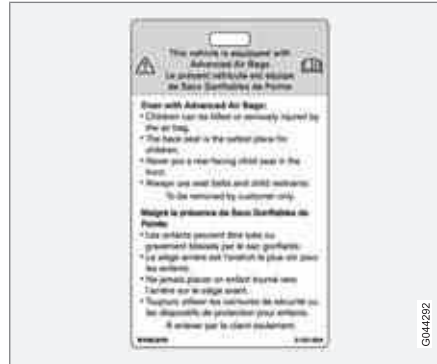 This vehicle is equipped with
Advanced Air Bags
Le présent véhicule est équipé
de Sacs Gonflables de Pointe
Even with Advanced Air Bags:
• Children can be killed or seriously injured by
the air bag.
• The back seat is the safest place for
children.
• Never put a rear-facing child seat in the
front.
• Always use seat belts and child restraints.
To be removed by customer only.
Malgré la présence de Sacs Gonflables de
Pointe:
• Les enfants peuvent être tués ou
gravement blessés par le sac gonflable.
• Le siège arrière est l'endroit le plus sûr pour
les enfants.
• Ne jamais placer un enfant tourné vers
l'arrière sur le siège avant.
• Toujours utiliser les ceintures de sécurité ou
les dispositifs de protection pour enfants.
À enlever par le client seulement.
G044292